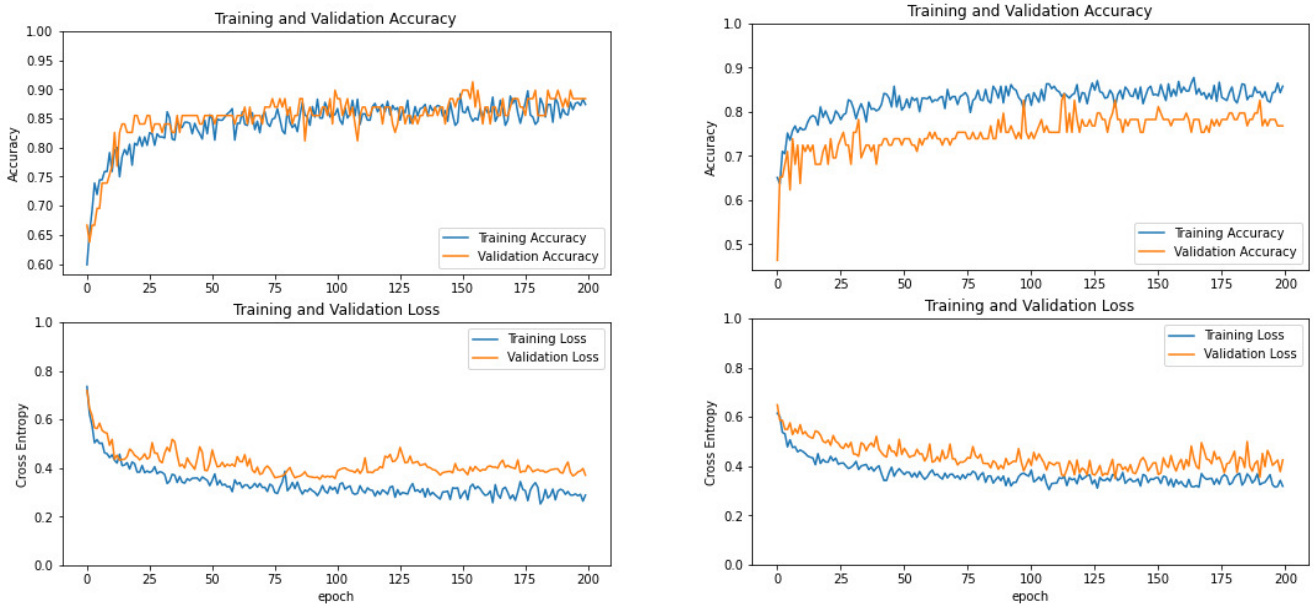 Training and Validation Accuracy
1.00
0.95
0.90
0.85
0.80
0.75
0.70
0.65
0.60
Accuracy
Training Accuracy
Validation Accuracy
0 25 50 75 100 125 150 175 200
Training and Validation Loss
1.0
0.8
0.6
0.4
0.2
0.0
Cross Entropy
Training Loss
Validation Loss
0 25 50 75 100 125 150 175 200
epoch
Training and Validation Accuracy
1.0
0.9
0.8
0.7
0.6
0.5
Accuracy
Training Accuracy
Validation Accuracy
0 25 50 75 100 125 150 175 200
Training and Validation Loss
1.0
0.8
0.6
0.4
0.2
0.0
Cross Entropy
Training Loss
Validation Loss
0 25 50 75 100 125 150 175 200
epoch